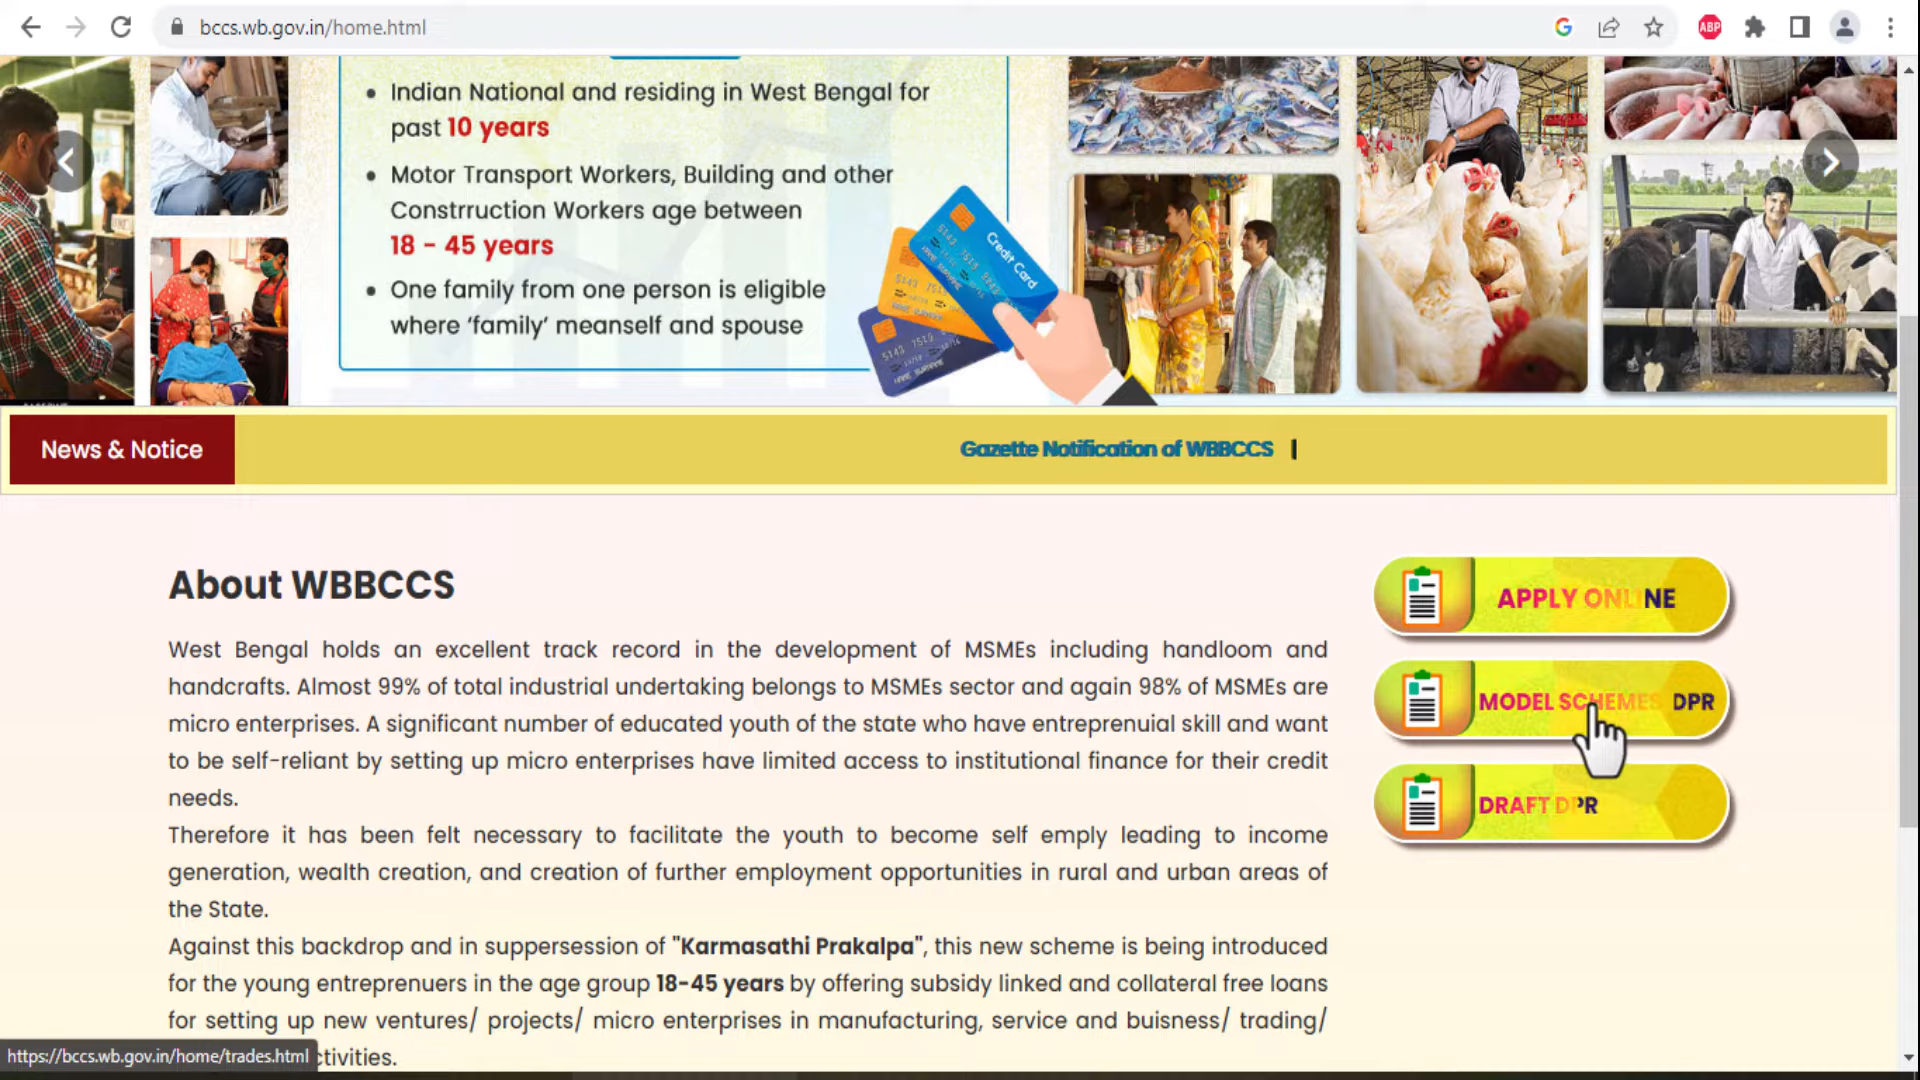 bccs.wb.gov.in/home.html
ABP
Indian National and residing in West Bengal for
past 10 years
Motor Transport Workers, Building and other
Constrruction Workers age between
18 - 45 years
One family from one person is eligible
where ‘family’ meanself and spouse
Credit Card
News & Notice
Gazette Notification of WBBCCS |
About WBBCCS
West Bengal holds an excellent track record in the development of MSMEs including handloom and
handcrafts. Almost 99% of total industrial undertaking belongs to MSMEs sector and again 98% of MSMEs are
micro enterprises. A significant number of educated youth of the state who have entreprenuial skill and want
to be self-reliant by setting up micro enterprises have limited access to institutional finance for their credit
needs.
Therefore it has been felt necessary to facilitate the youth to become self emply leading to income
generation, wealth creation, and creation of further employment opportunities in rural and urban areas of
the State.
Against this backdrop and in suppersession of "Karmasathi Prakalpa", this new scheme is being introduced
for the young entreprenuers in the age group 18-45 years by offering subsidy linked and collateral free loans
for setting up new ventures/ projects/ micro enterprises in manufacturing, service and buisness/ trading/
ctivities.
APPLY ONLINE
MODEL SCHEMES DPR
DRAFT DPR
https://bccs.wb.gov.in/home/trades.html